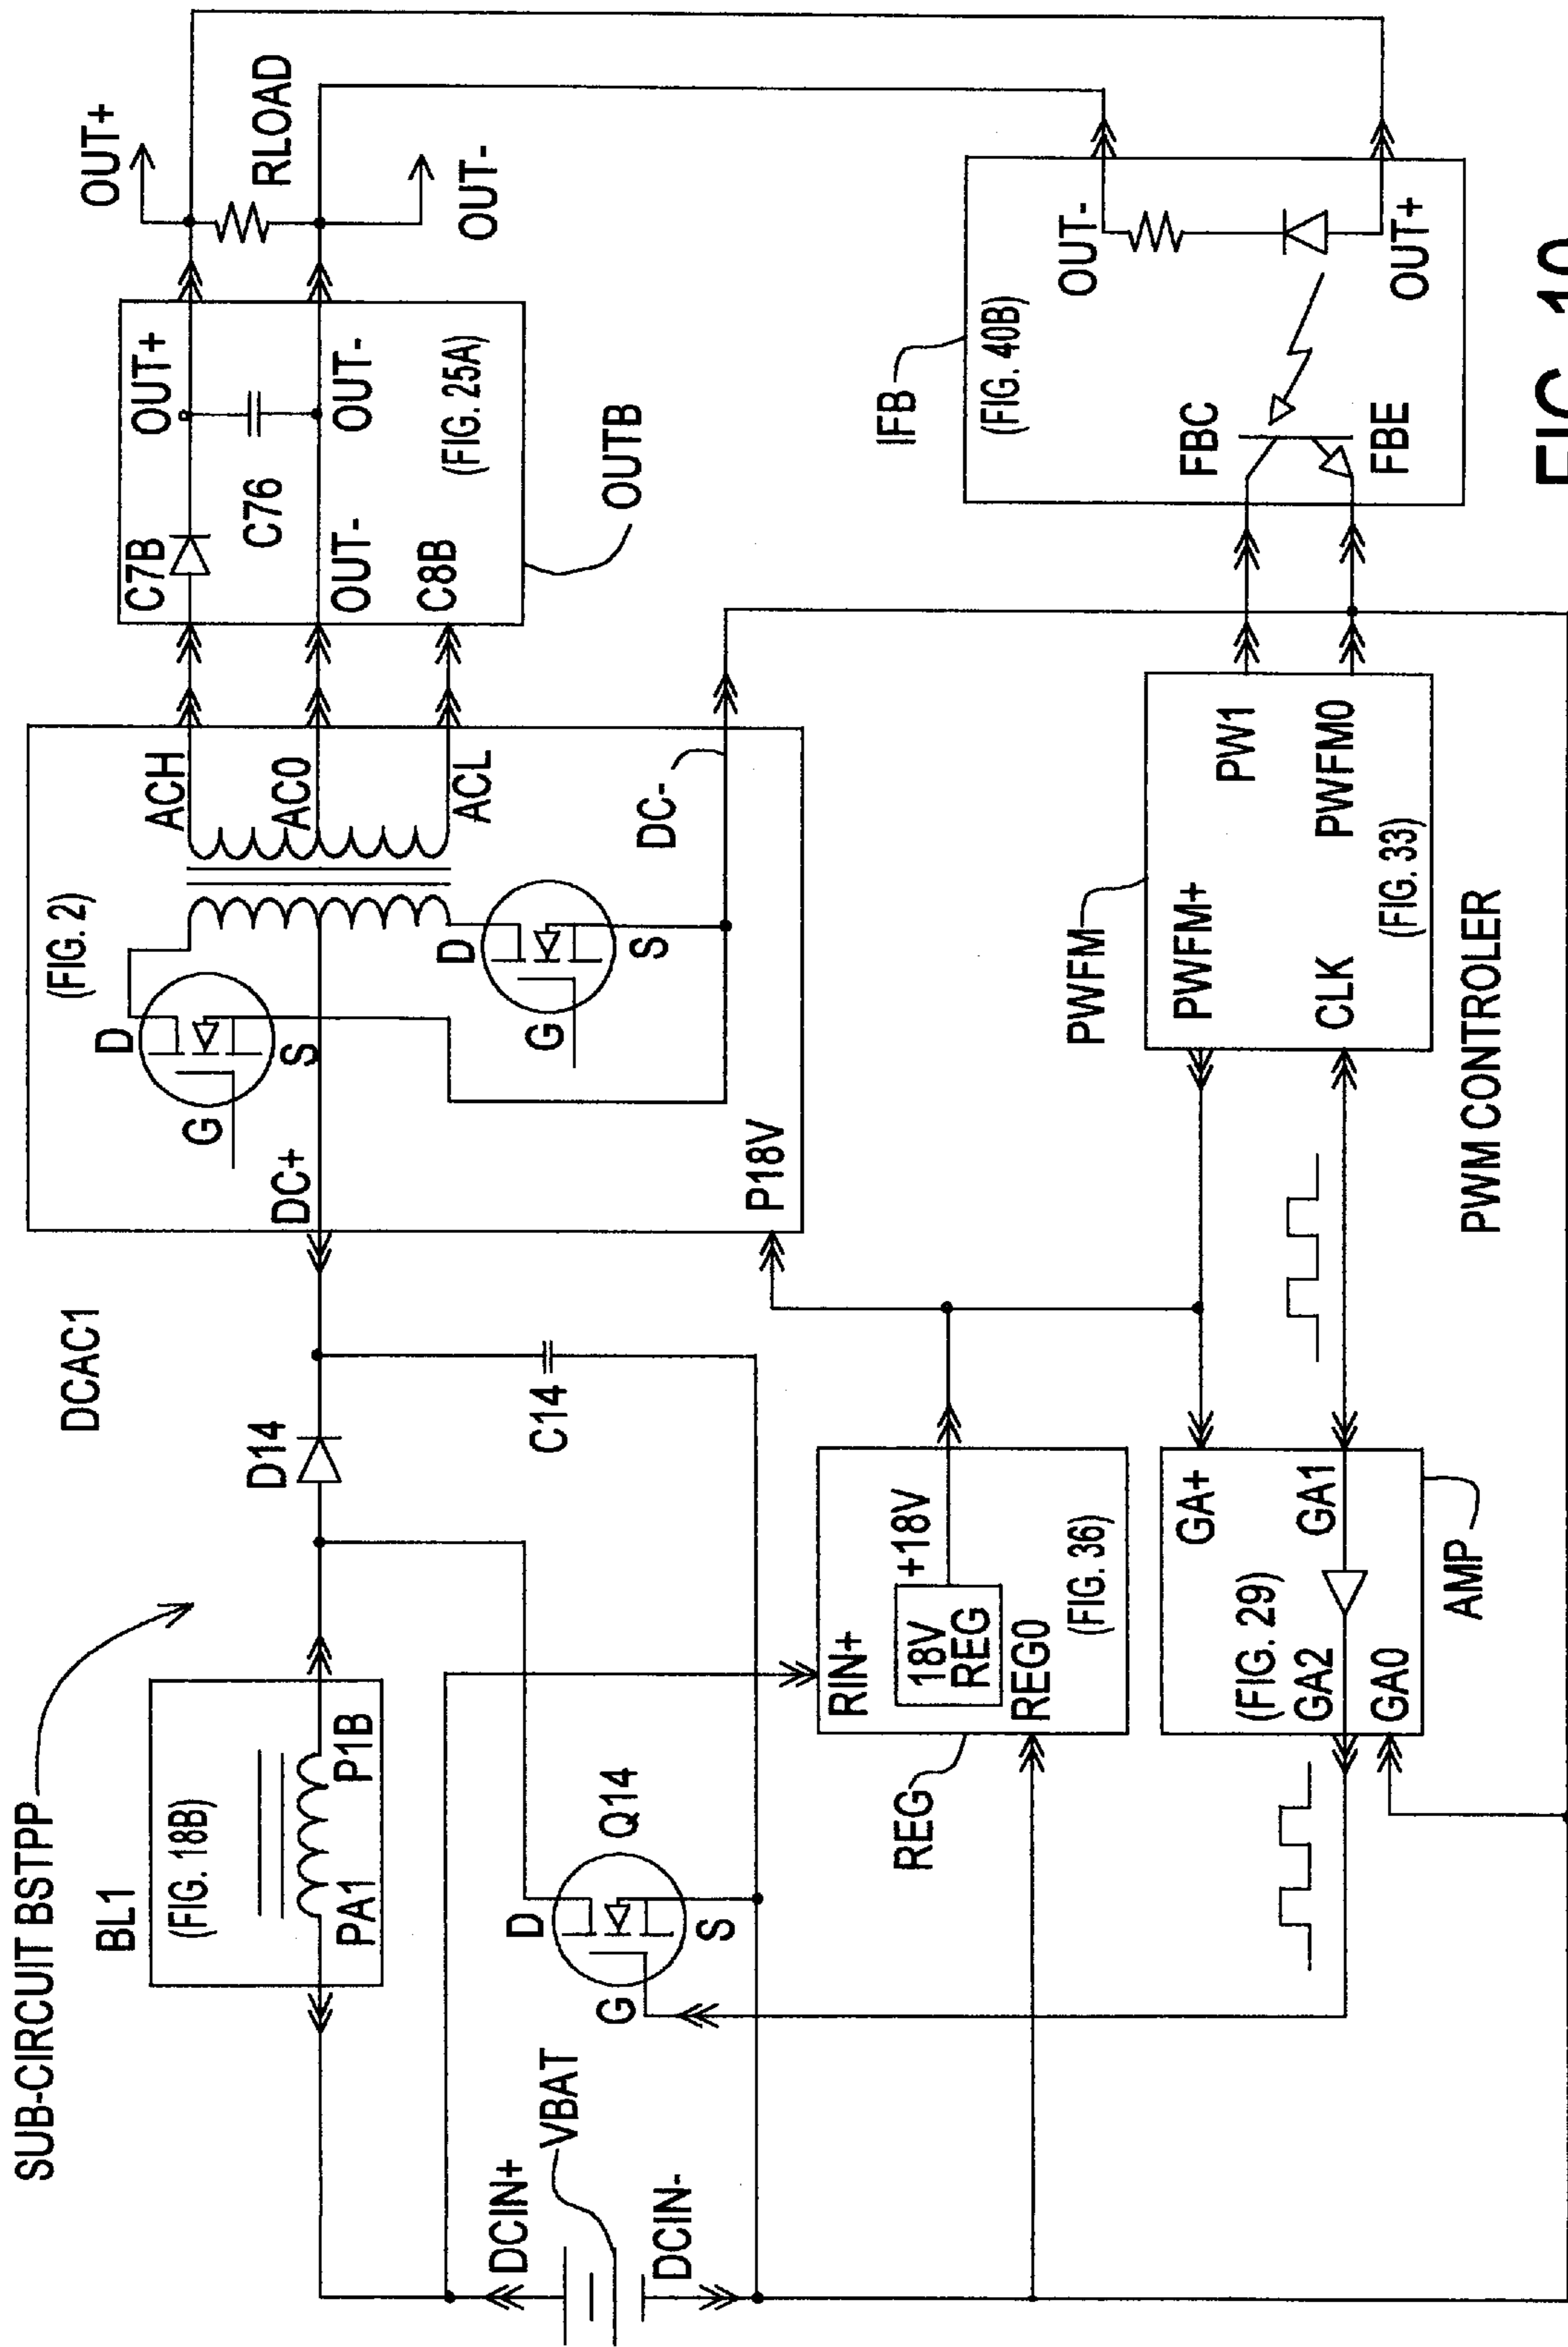 SUB-CIRCUIT BSTPP
BL1
(FIG. 18B)
PA1
P1B
D14
DCAC1
C14
DCIN+
VBAT
DCIN-
D
Q14
G
S
(FIG. 2)
D
G
S
DC+
D
G
S
P18V
DC-
ACH
AC0
ACL
C7B
OUT+
C76
OUT-
OUT-
C8B
(FIG. 25A)
OUTB
OUT+
RLOAD
OUT-
REG
RIN+
+18V
18V
REG
REG0
(FIG. 36)
GA+
(FIG. 29)
GA1
GA2
GA0
AMP
PWFM
PWFM+
PW1
CLK
PWFM0
(FIG. 33)
PWM CONTROLER
IFB
(FIG. 40B)
FBC
FBE
OUT-
OUT+